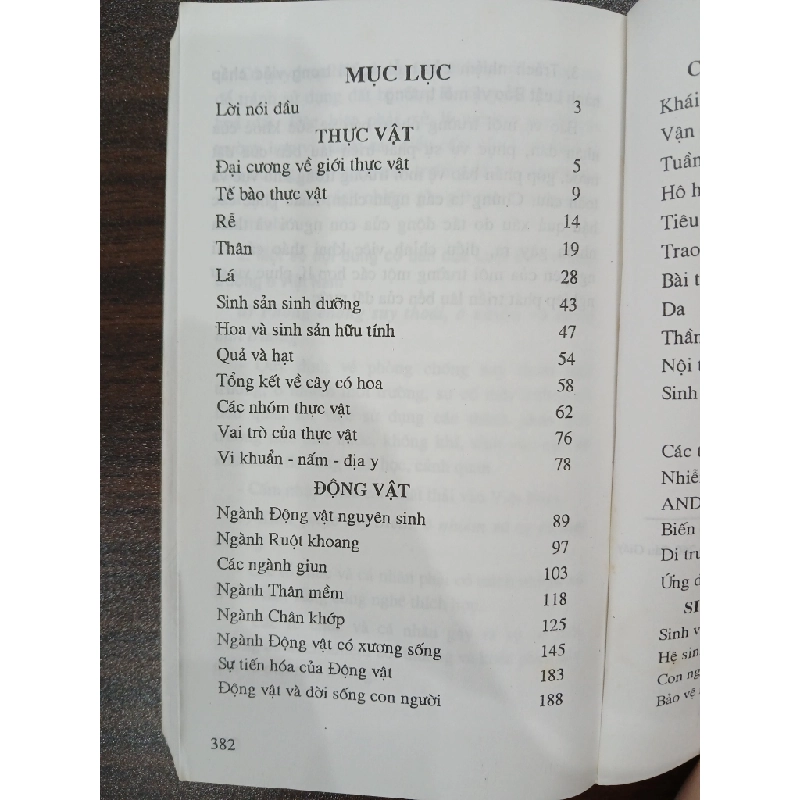 MỤC LỤC
Lời nói đầu 3
THỰC VẬT
Đại cương về giới thực vật 5
Tế bào thực vật 9
Rễ 14
Thân 19
Lá 28
Sinh sản sinh dưỡng 43
Hoa và sinh sản hữu tính 47
Quả và hạt 54
Tổng kết về cây có hoa 58
Các nhóm thực vật 62
Vai trò của thực vật 76
Vi khuẩn - nấm - địa y 78
ĐỘNG VẬT
Ngành Động vật nguyên sinh 89
Ngành Ruột khoang 97
Các ngành giun 103
Ngành Thân mềm 118
Ngành Chân khớp 125
Ngành Động vật có xương sống 145
Sự tiến hóa của Động vật 183
Động vật và đời sống con người 188
382
C
Khái
Vận
Tuần
Hô h
Tiêu
Trao
Bài t
Da
Thần
Nội t
Sinh
Các t
Nhiễ
AND
Biến
Di tru
Ứng d
SI
Sinh v
Hệ sin
Con ng
Bảo vệ